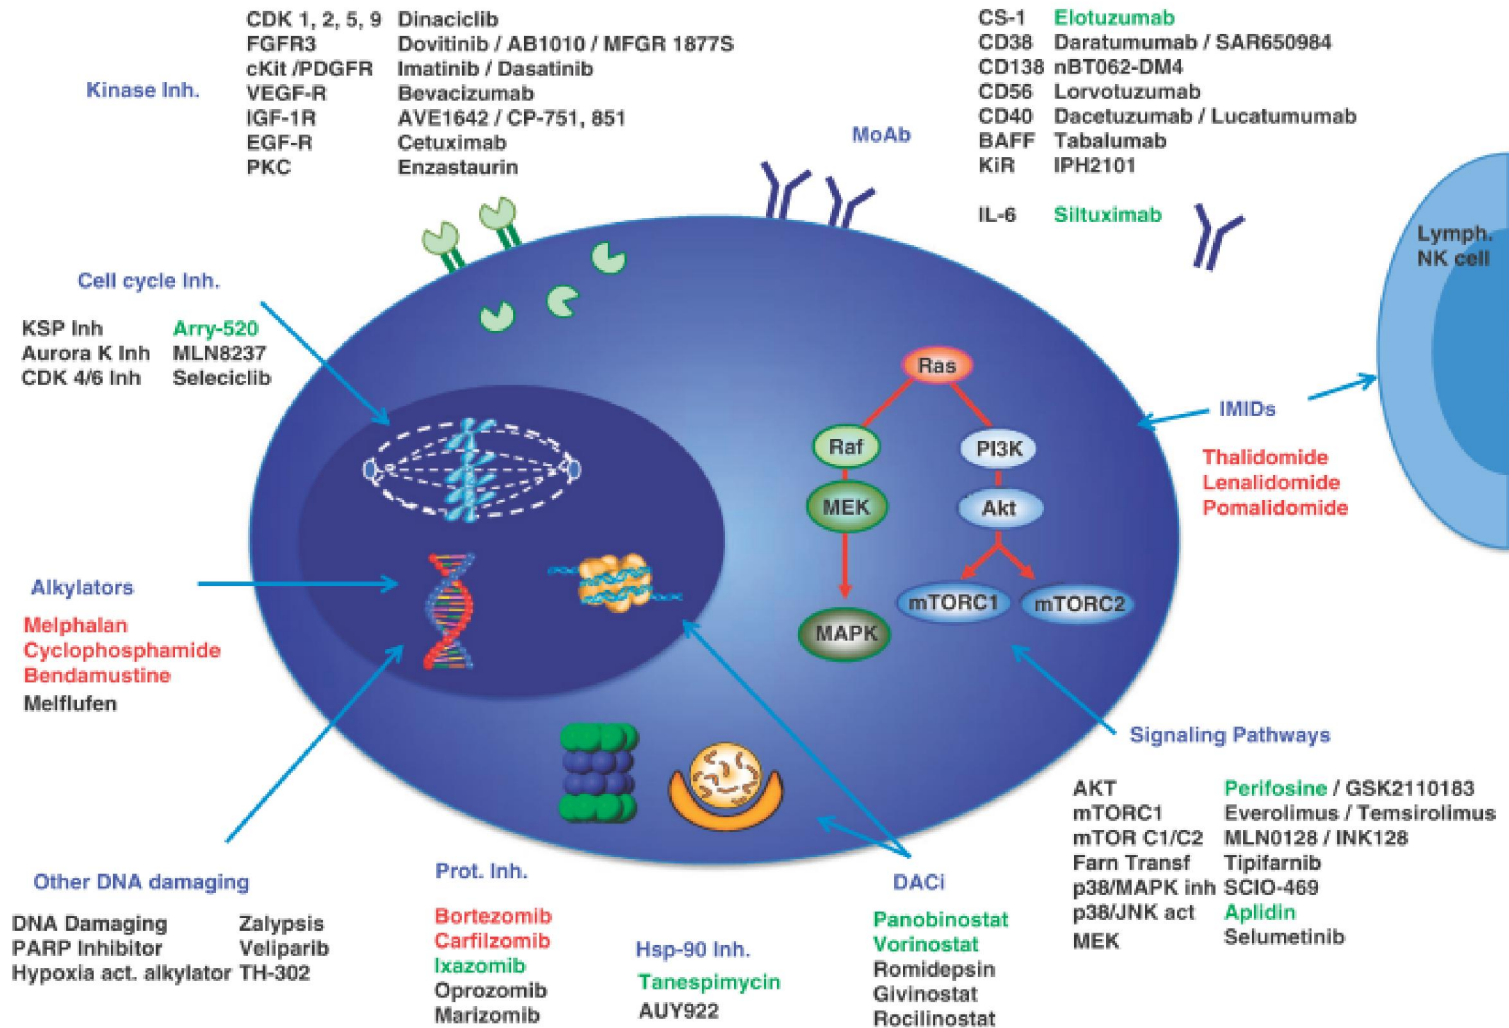 Kinase Inh.
CDK 1, 2, 5, 9 Dinaciclib
FGFR3 Dovitinib / AB1010 / MFGR 1877S
cKit /PDGFR Imatinib / Dasatinib
VEGF-R Bevacizumab
IGF-1R AVE1642 / CP-751, 851
EGF-R Cetuximab
PKC Enzastaurin
MoAb
CS-1 Elotuzumab
CD38 Daratumumab / SAR650984
CD138 nBT062-DM4
CD56 Lorvotuzumab
CD40 Dacetuzumab / Lucatumumab
BAFF Tabalumab
KiR IPH2101
IL-6 Siltuximab
Lymph.
NK cell
Cell cycle Inh.
KSP Inh Arry-520
Aurora K Inh MLN8237
CDK 4/6 Inh Seleciclib
Ras
Raf
PI3K
MEK
Akt
mTORC1
mTORC2
MAPK
IMIDs
Thalidomide
Lenalidomide
Pomalidomide
Alkylators
Melphalan
Cyclophosphamide
Bendamustine
Melflufen
Signaling Pathways
AKT Perifosine / GSK2110183
mTORC1 Everolimus / Temsirolimus
mTOR C1/C2 MLN0128 / INK128
Farn Transf Tipifarnib
p38/MAPK inh SCIO-469
p38/JNK act Aplidin
MEK Selumetinib
Other DNA damaging
DNA Damaging Zalypsis
PARP Inhibitor Veliparib
Hypoxia act. alkylator TH-302
Prot. Inh.
Bortezomib
Carfilzomib
Ixazomib
Oprozomib
Marizomib
Hsp-90 Inh.
Tanespimycin
AUY922
DACi
Panobinostat
Vorinostat
Romidepsin
Givinostat
Rocilinostat